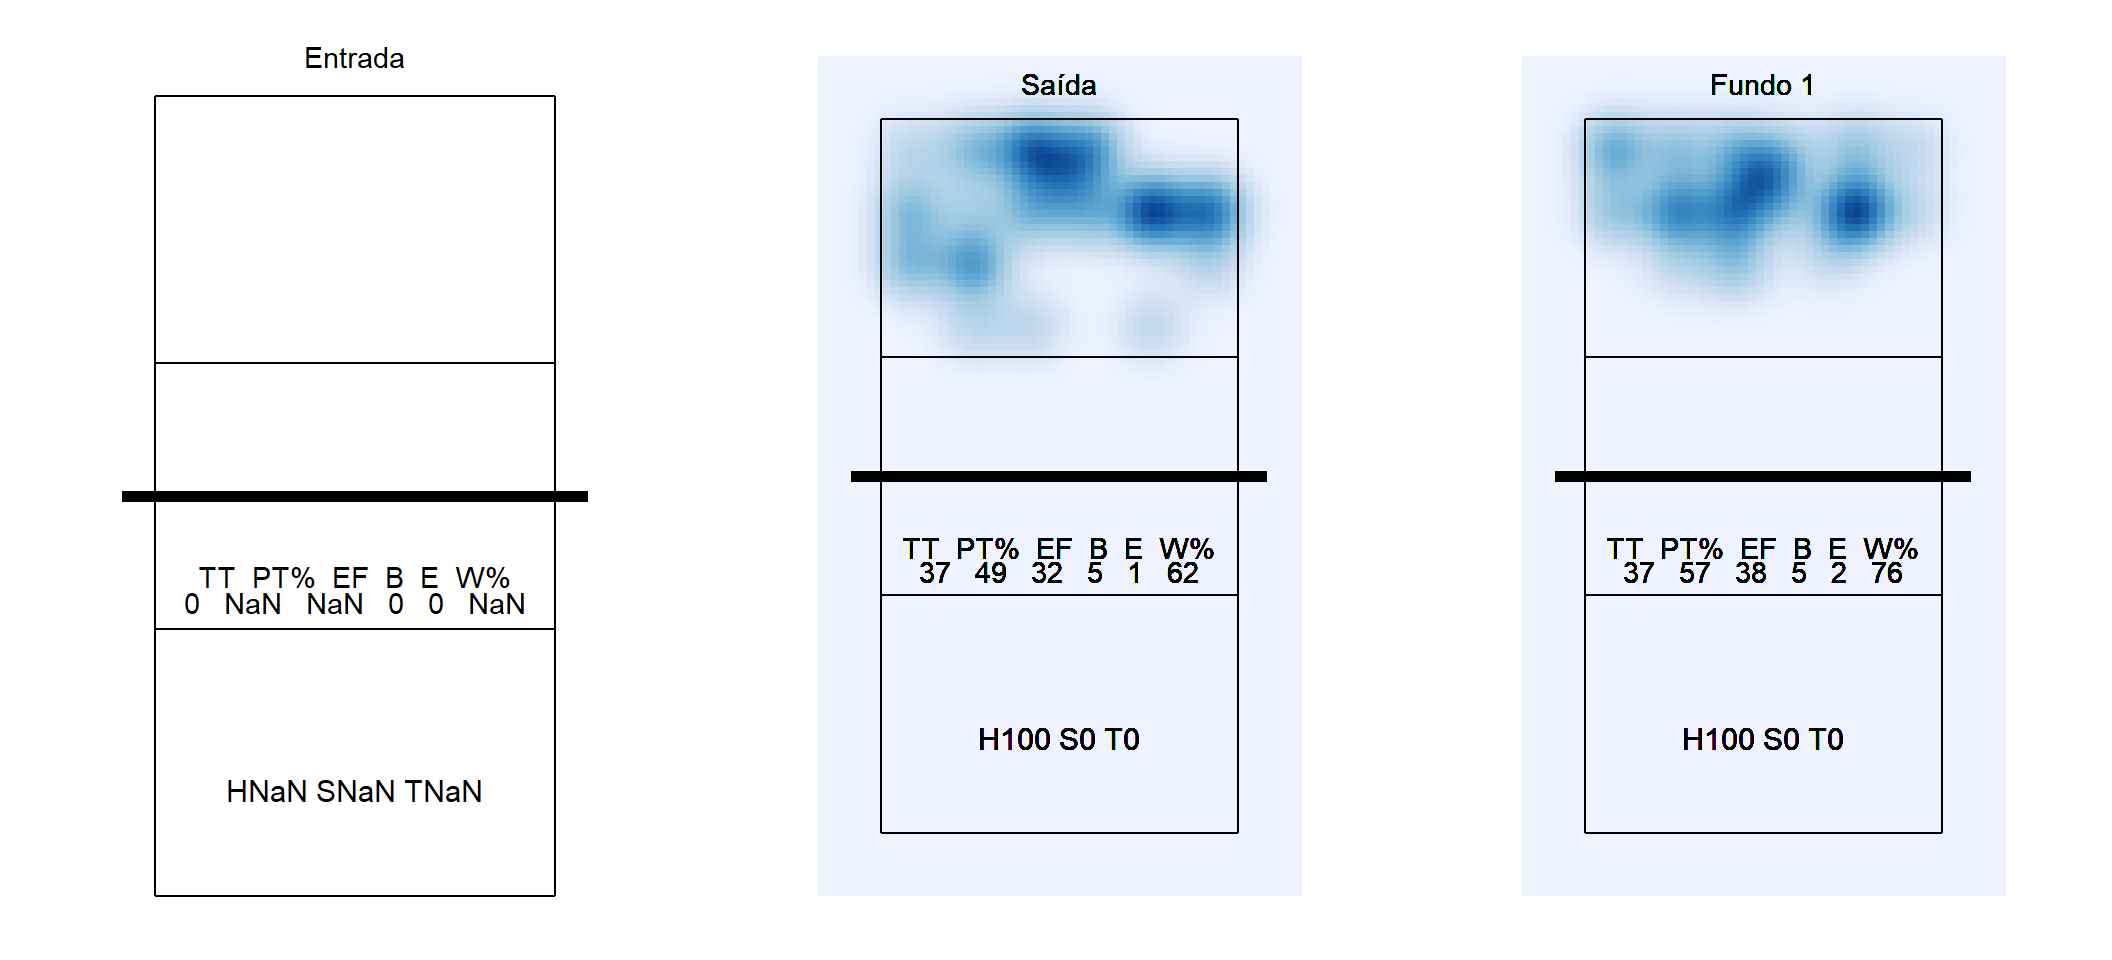 Entrada
TT PT% EF B E W%
0 NaN NaN 0 0 NaN
HNaN SNaN TNaN
Saída
TT PT% EF B E W%
37 49 32 5 1 62
H100 S0 T0
Fundo 1
TT PT% EF B E W%
37 57 38 5 2 76
H100 S0 T0